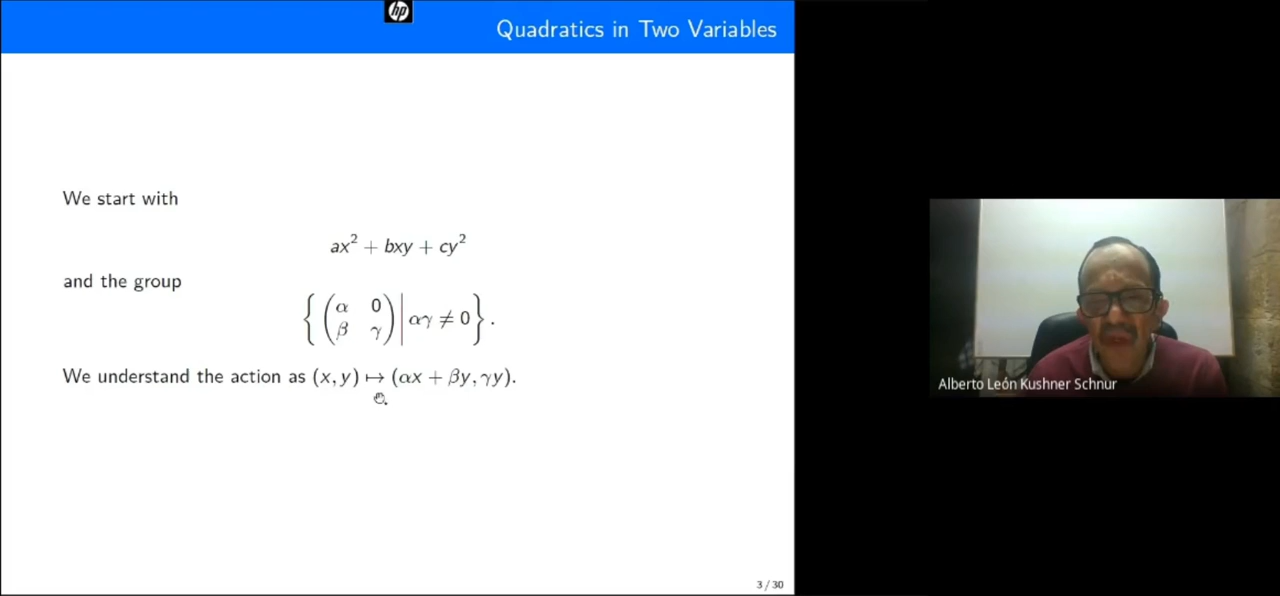 hp
Quadratics in Two Variables
We start with
ax² + bxy + cy²
and the group
{ ( α 0
β γ ) | αγ ≠ 0 } .
We understand the action as (x, y) ↦ (αx + βy, γy).
3 / 30
Alberto León Kushner Schnur